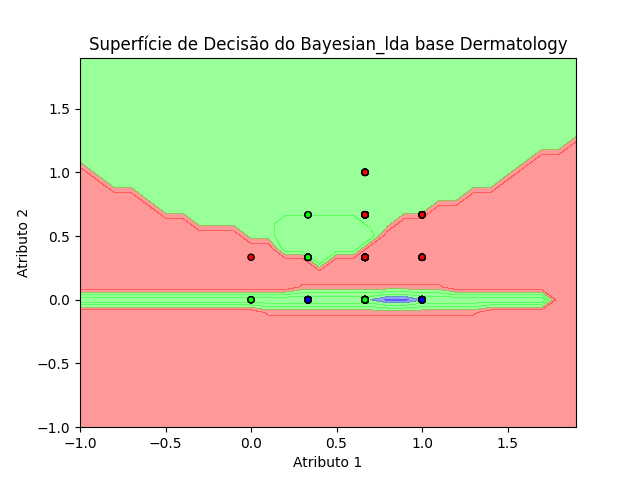 Superfície de Decisão do Bayesian_lda base Dermatology
1.5
1.0
0.5
0.0
−0.5
−1.0
−1.0 −0.5 0.0 0.5 1.0 1.5
Atributo 2
Atributo 1